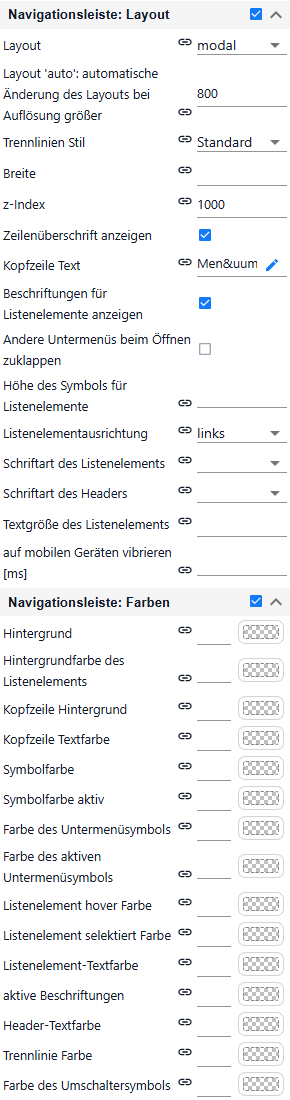 Navigationsleiste: Layout
Layout
modal
Layout 'auto': automatische
Änderung des Layouts bei
Auflösung größer
800
Trennlinien Stil
Standard
Breite
z-Index
1000
Zeilenüberschrift anzeigen
Kopfzeile Text
Men&uum
Beschriftungen für
Listenelemente anzeigen
Andere Untermenüs beim Öffnen
zuklappen
Höhe des Symbols für
Listenelemente
Listenelementausrichtung
links
Schriftart des Listenelements
Schriftart des Headers
Textgröße des Listenelements
auf mobilen Geräten vibrieren
[ms]
Navigationsleiste: Farben
Hintergrund
Hintergrundfarbe des
Listenelements
Kopfzeile Hintergrund
Kopfzeile Textfarbe
Symbolfarbe
Symbolfarbe aktiv
Farbe des Untermenüsymbols
Farbe des aktiven
Untermenüsymbols
Listenelement hover Farbe
Listenelement selektiert Farbe
Listenelement-Textfarbe
aktive Beschriftungen
Header-Textfarbe
Trennlinie Farbe
Farbe des Umschaltersymbols